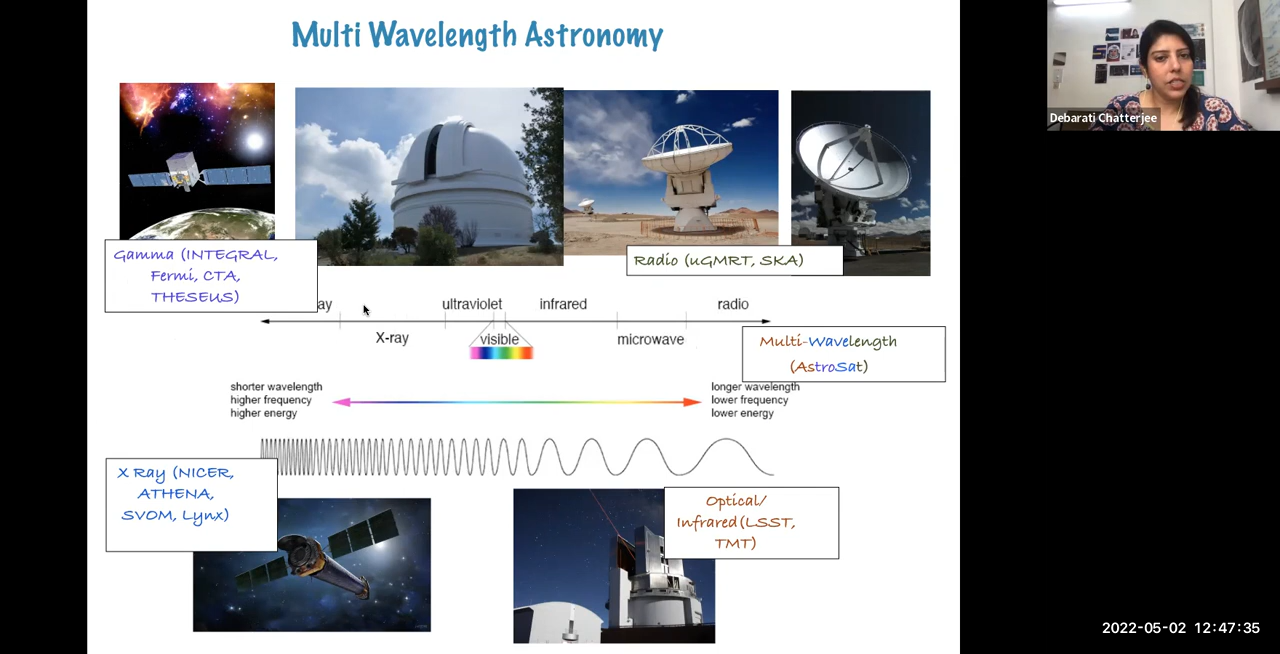 Multi Wavelength Astronomy
Debarati Chatterjee
Gamma (INTEGRAL,
Fermi, CTA,
THESEUS)
Radio (uGMRT, SKA)
ay
ultraviolet
infrared
radio
X-ray
visible
microwave
Multi-Wavelength
(AstroSat)
shorter wavelength
higher frequency
higher energy
longer wavelength
lower frequency
lower energy
X Ray (NICER,
ATHENA,
SVOM, Lynx)
Optical/
Infrared (LSST,
TMT)
2022-05-02 12:47:35